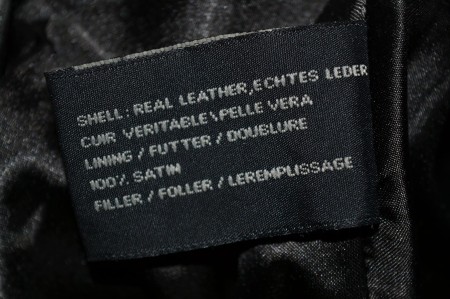 SHELL: REAL LEATHER,ECHTES LEDER
CUIR VERITABLE\PELLE VERA
LINING / FUTTER / DOUBLURE
100% SATIN
FILLER / FOLLER / LEREMPLISSAGE